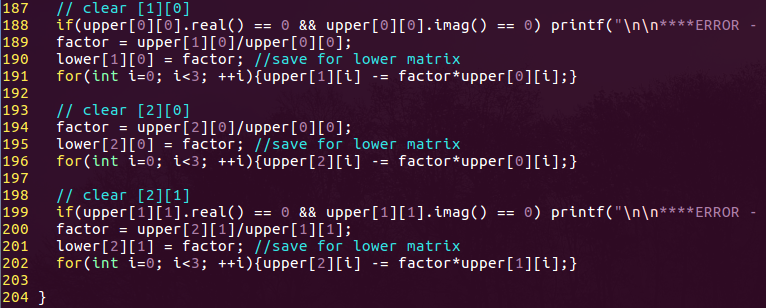 187   // clear [1][0]
188   if(upper[0][0].real() == 0 && upper[0][0].imag() == 0) printf("\n\n****ERROR -
189   factor = upper[1][0]/upper[0][0];
190   lower[1][0] = factor; //save for lower matrix
191   for(int i=0; i<3; ++i){upper[1][i] -= factor*upper[0][i];}
192
193   // clear [2][0]
194   factor = upper[2][0]/upper[0][0];
195   lower[2][0] = factor; //save for lower matrix
196   for(int i=0; i<3; ++i){upper[2][i] -= factor*upper[0][i];}
197
198   // clear [2][1]
199   if(upper[1][1].real() == 0 && upper[1][1].imag() == 0) printf("\n\n****ERROR -
200   factor = upper[2][1]/upper[1][1];
201   lower[2][1] = factor; //save for lower matrix
202   for(int i=0; i<3; ++i){upper[2][i] -= factor*upper[1][i];}
203
204 }